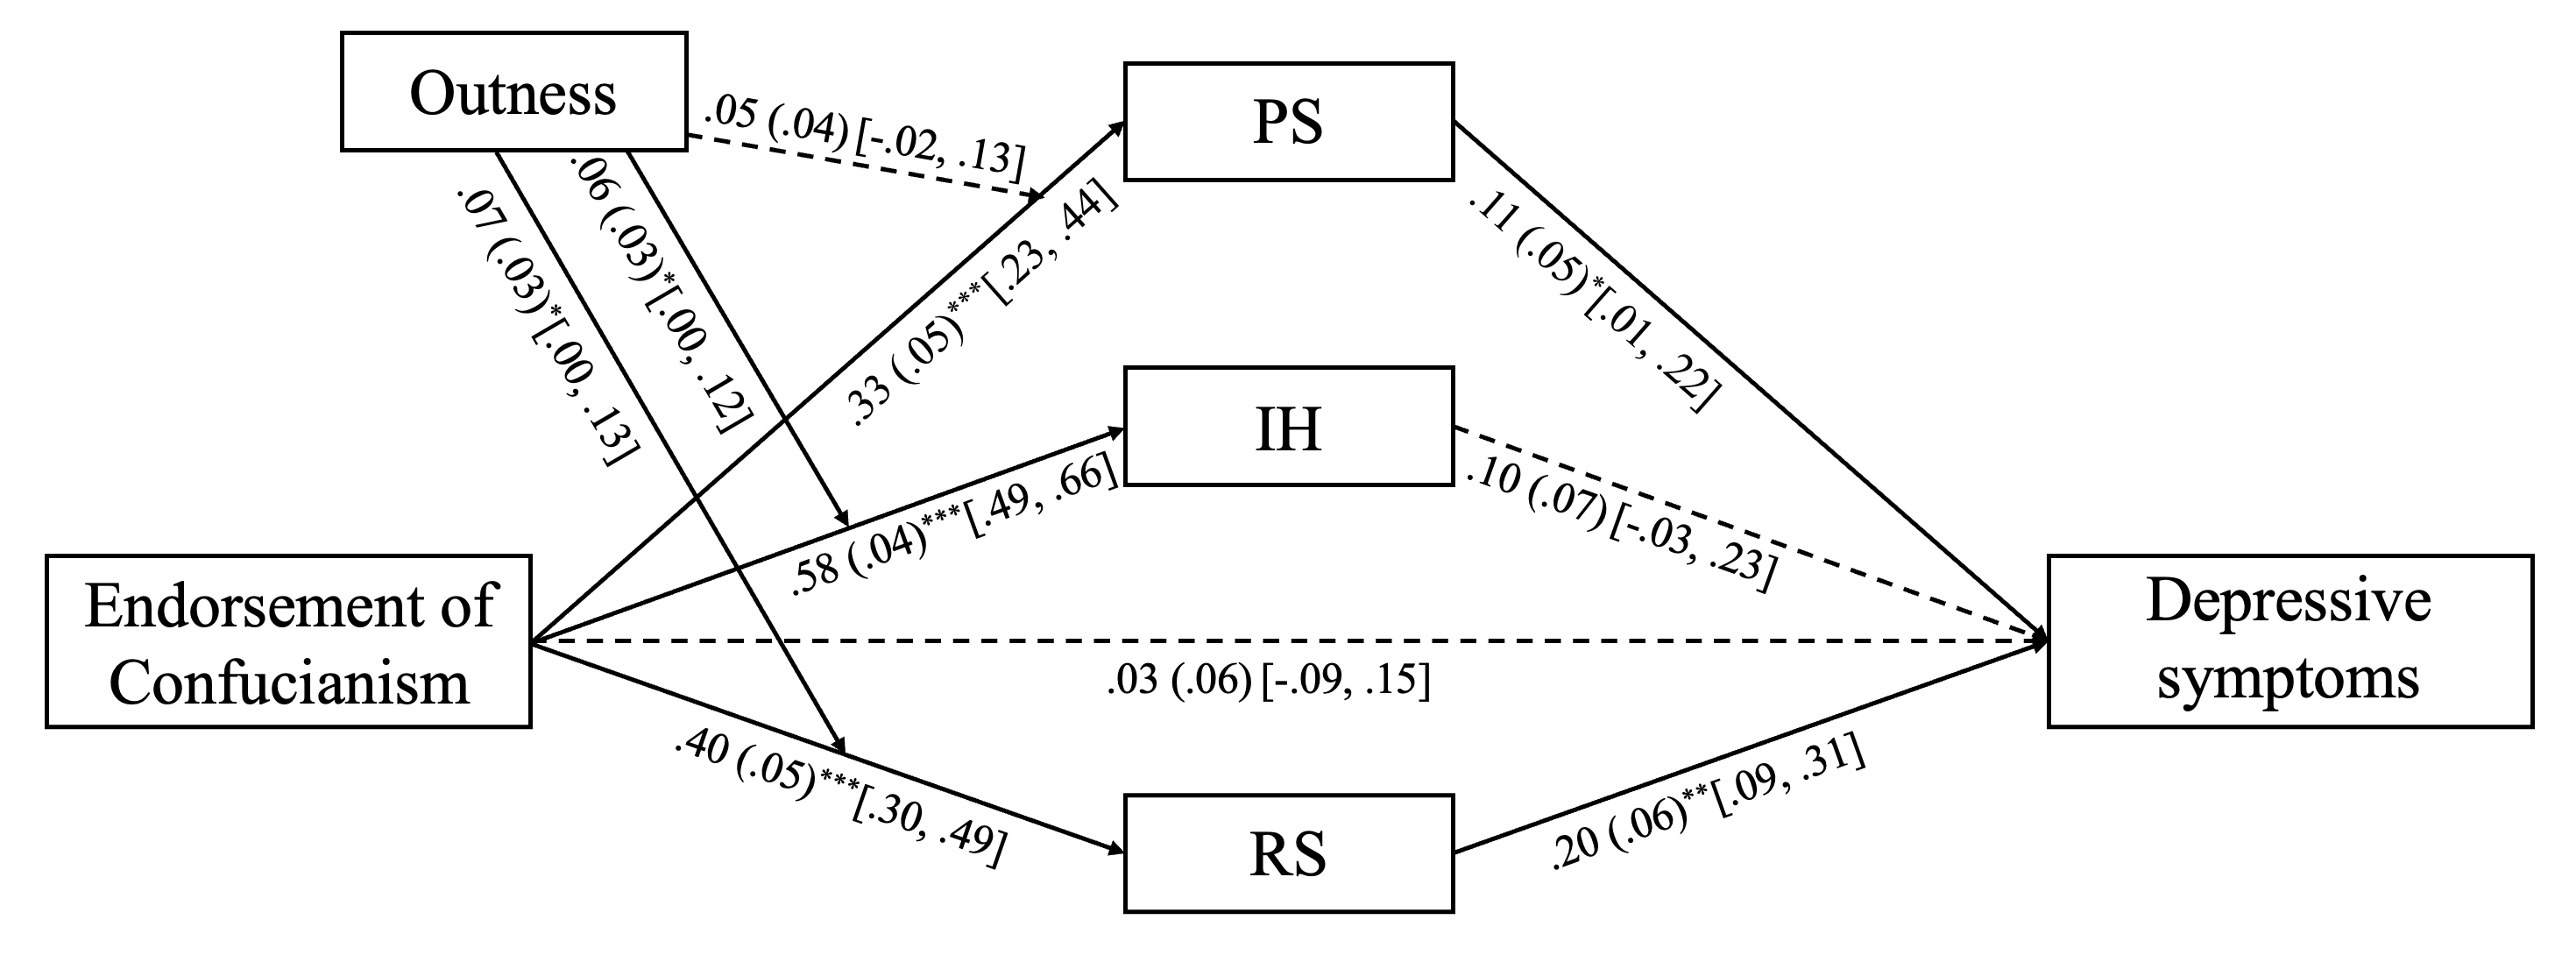 Outness
PS
.05 (.04) [-.02, .13]
.06 (.03)*[.00, .12]
.07 (.03)*[.00, .13]
.33 (.05)***[.23, .44]
.11 (.05)*[.01, .22]
IH
.58 (.04)***[.49, .66]
.10 (.07) [-.03, .23]
Endorsement of
Confucianism
Depressive
symptoms
.03 (.06) [-.09, .15]
.40 (.05)***[.30, .49]
.20 (.06)**[.09, .31]
RS